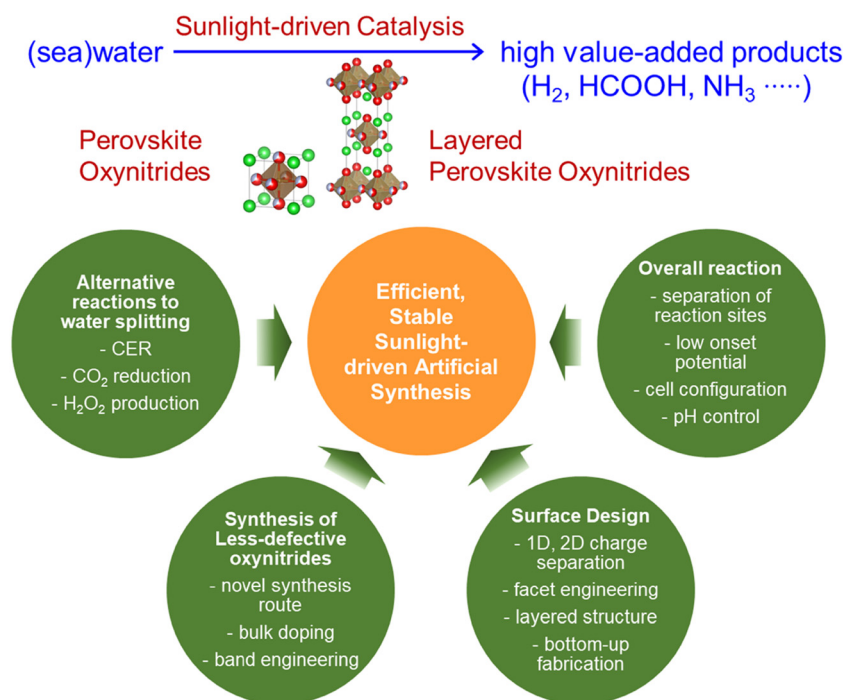 Sunlight-driven Catalysis
(sea)water
high value-added products
(H₂, HCOOH, NH₃ ·····)
Perovskite
Oxynitrides
Layered
Perovskite Oxynitrides
Alternative
reactions to
water splitting
- CER
- CO₂ reduction
- H₂O₂ production
Efficient,
Stable
Sunlight-
driven Artificial
Synthesis
Overall reaction
- separation of
reaction sites
- low onset
potential
- cell configuration
- pH control
Synthesis of
Less-defective
oxynitrides
- novel synthesis
route
- bulk doping
- band engineering
Surface Design
- 1D, 2D charge
separation
- facet engineering
- layered structure
- bottom-up
fabrication